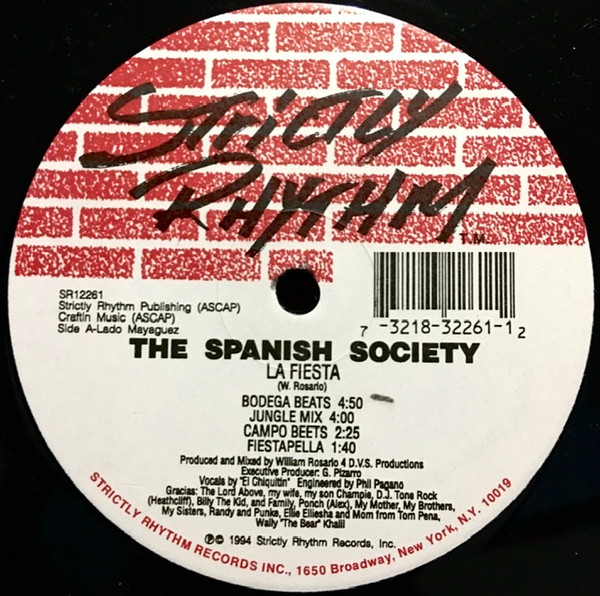 STRICTLY
RHYTHM
T.M.
SR12261
Strictly Rhythm Publishing (ASCAP)
Craftin Music (ASCAP)
Side A-Lado Mayaguez
7 -3218-32261-1 2
THE SPANISH SOCIETY
LA FIESTA
(W. Rosario)
BODEGA BEATS 4:50
JUNGLE MIX 4:00
CAMPO BEETS 2:25
FIESTAPELLA 1:40
Produced and Mixed by William Rosario 4 D.V.S. Productions
Executive Producer: G. Pizarro
Vocals by "El Chiquitin" Engineered by Phil Pagano
Gracias: The Lord Above, my wife, my son Champie, D.J. Tone Rock
(Heathcliff), Billy The Kid, and Family, Ponch (Alex), My Mother, My Brothers,
My Sisters, Randy and Punke, Ellie Elliesha and Mom from Tom Pena,
Wally "The Bear" Khalil
℗© 1994 Strictly Rhythm Records, Inc.
STRICTLY RHYTHM RECORDS INC., 1650 Broadway, New York, N.Y. 10019